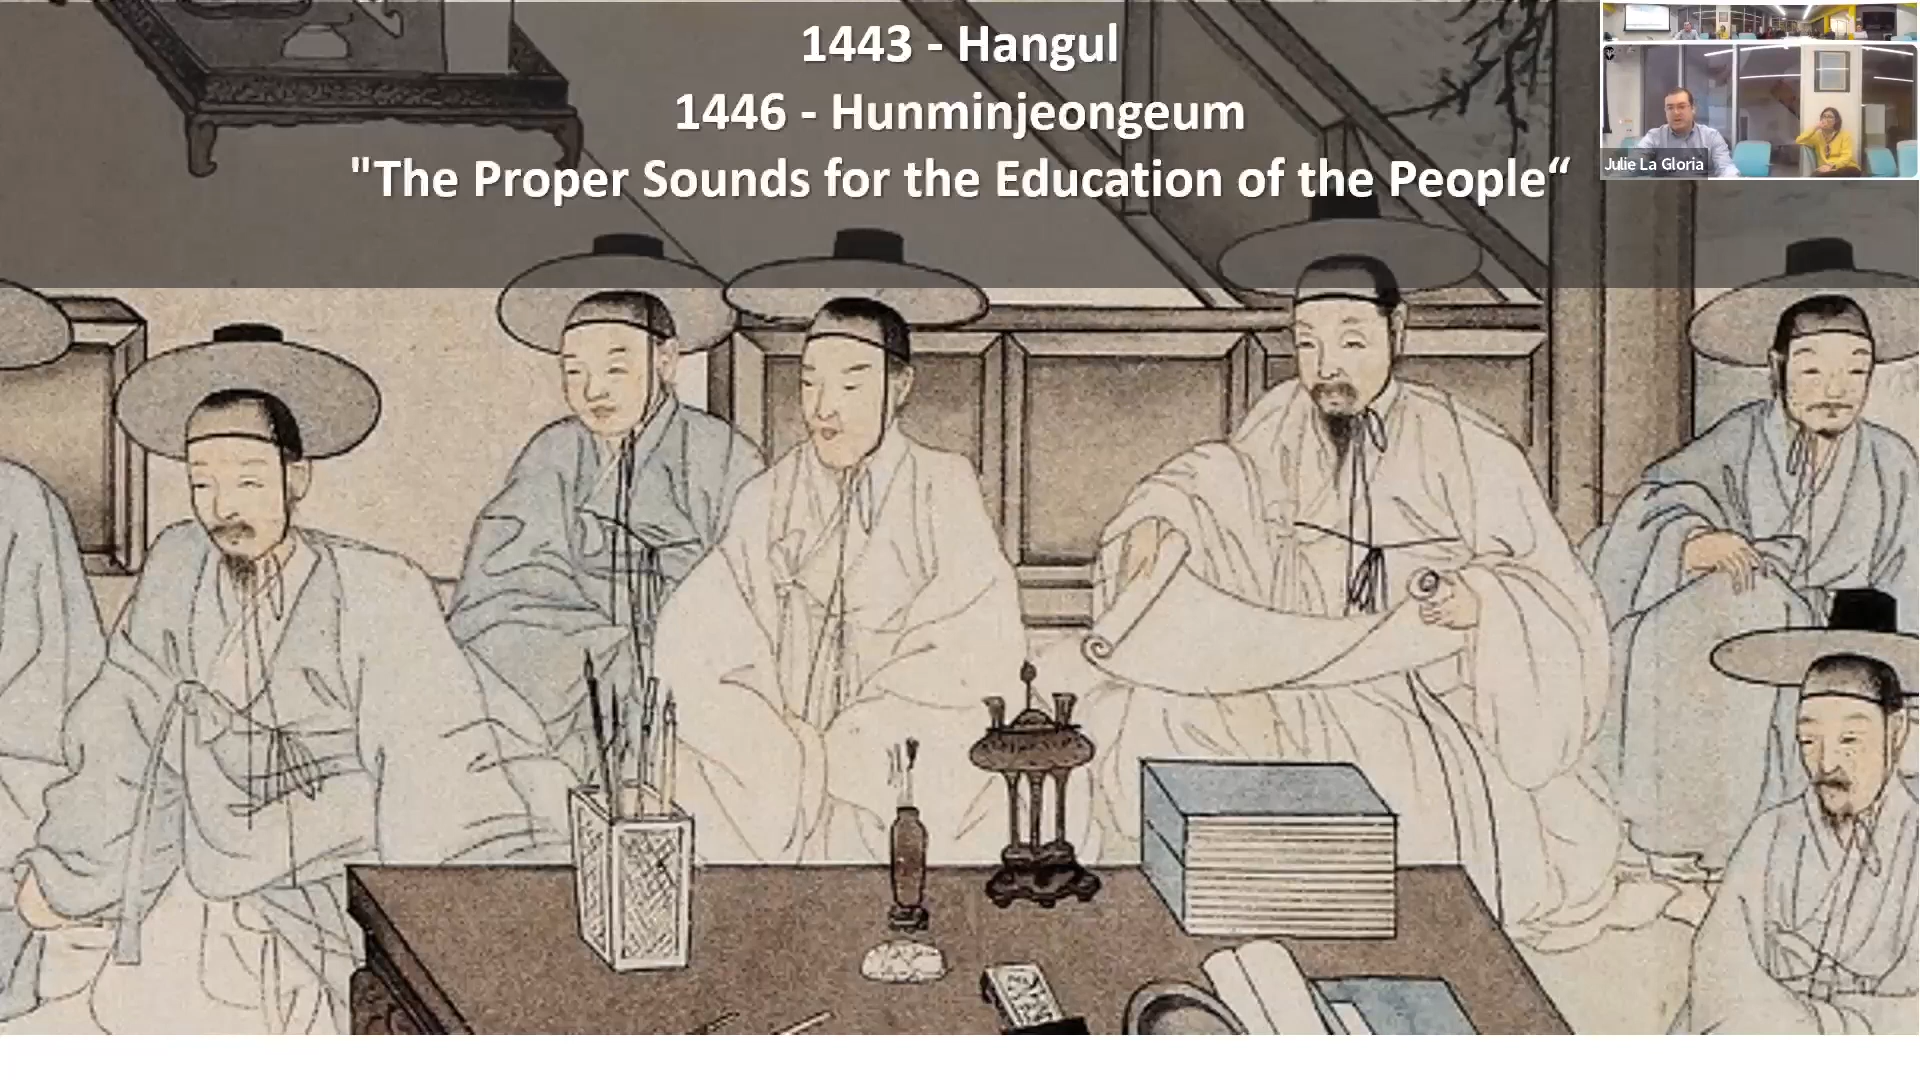 1443 - Hangul
1446 - Hunminjeongeum
"The Proper Sounds for the Education of the People“
Julie La Gloria